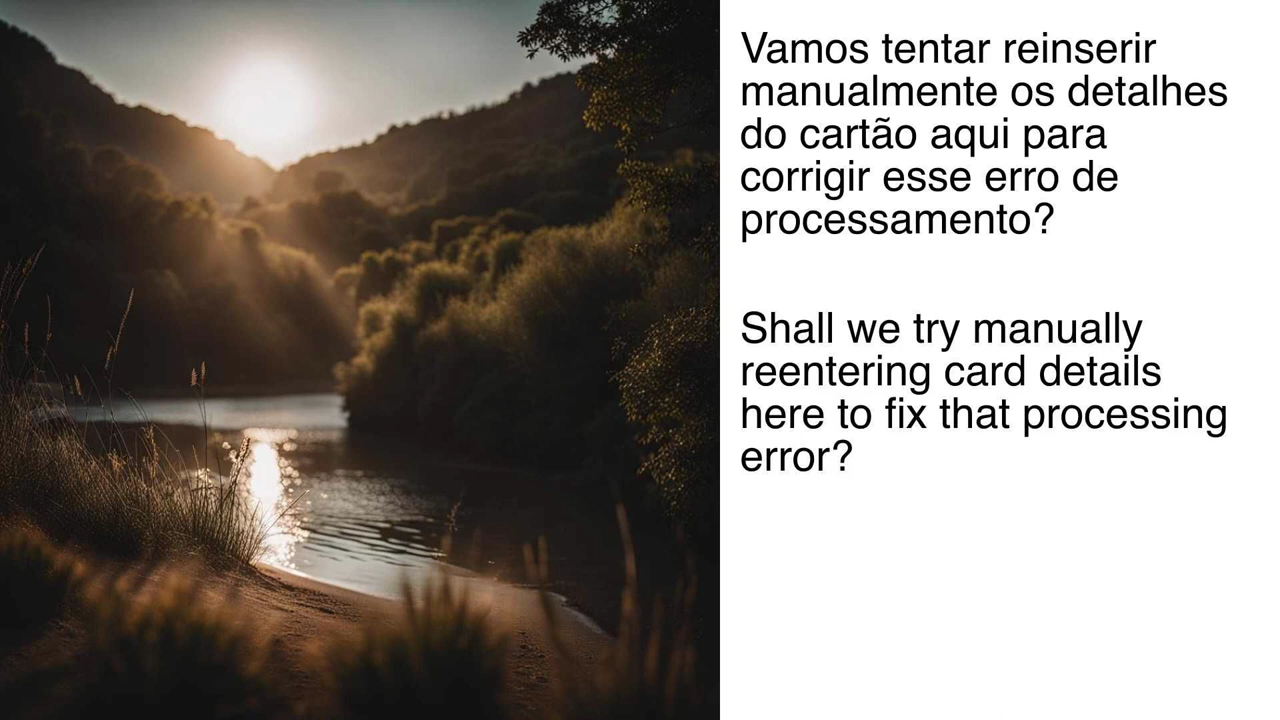 Vamos tentar reinserir
manualmente os detalhes
do cartão aqui para
corrigir esse erro de
processamento?
Shall we try manually
reentering card details
here to fix that processing
error?